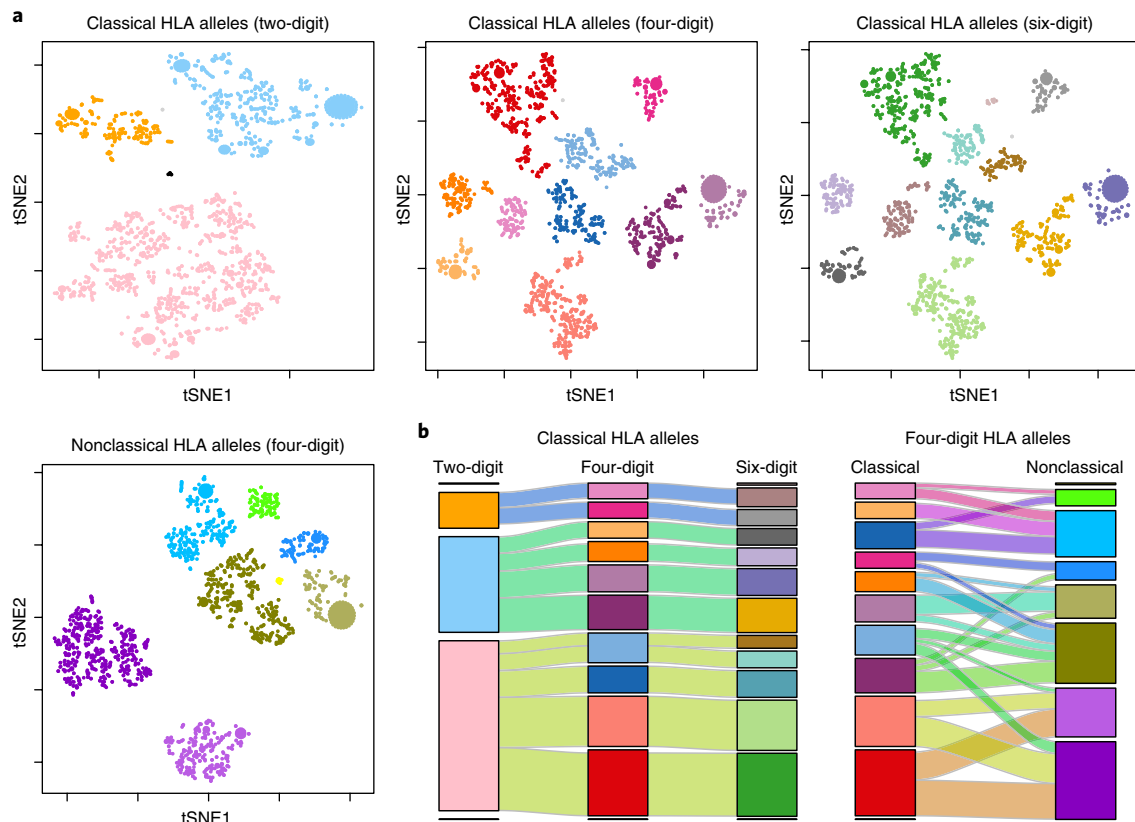 a
Classical HLA alleles (two-digit)
Classical HLA alleles (four-digit)
Classical HLA alleles (six-digit)
tSNE2
tSNE2
tSNE2
tSNE1
tSNE1
tSNE1
Nonclassical HLA alleles (four-digit)
tSNE2
tSNE1
b
Classical HLA alleles
Two-digit
Four-digit
Six-digit
Four-digit HLA alleles
Classical
Nonclassical